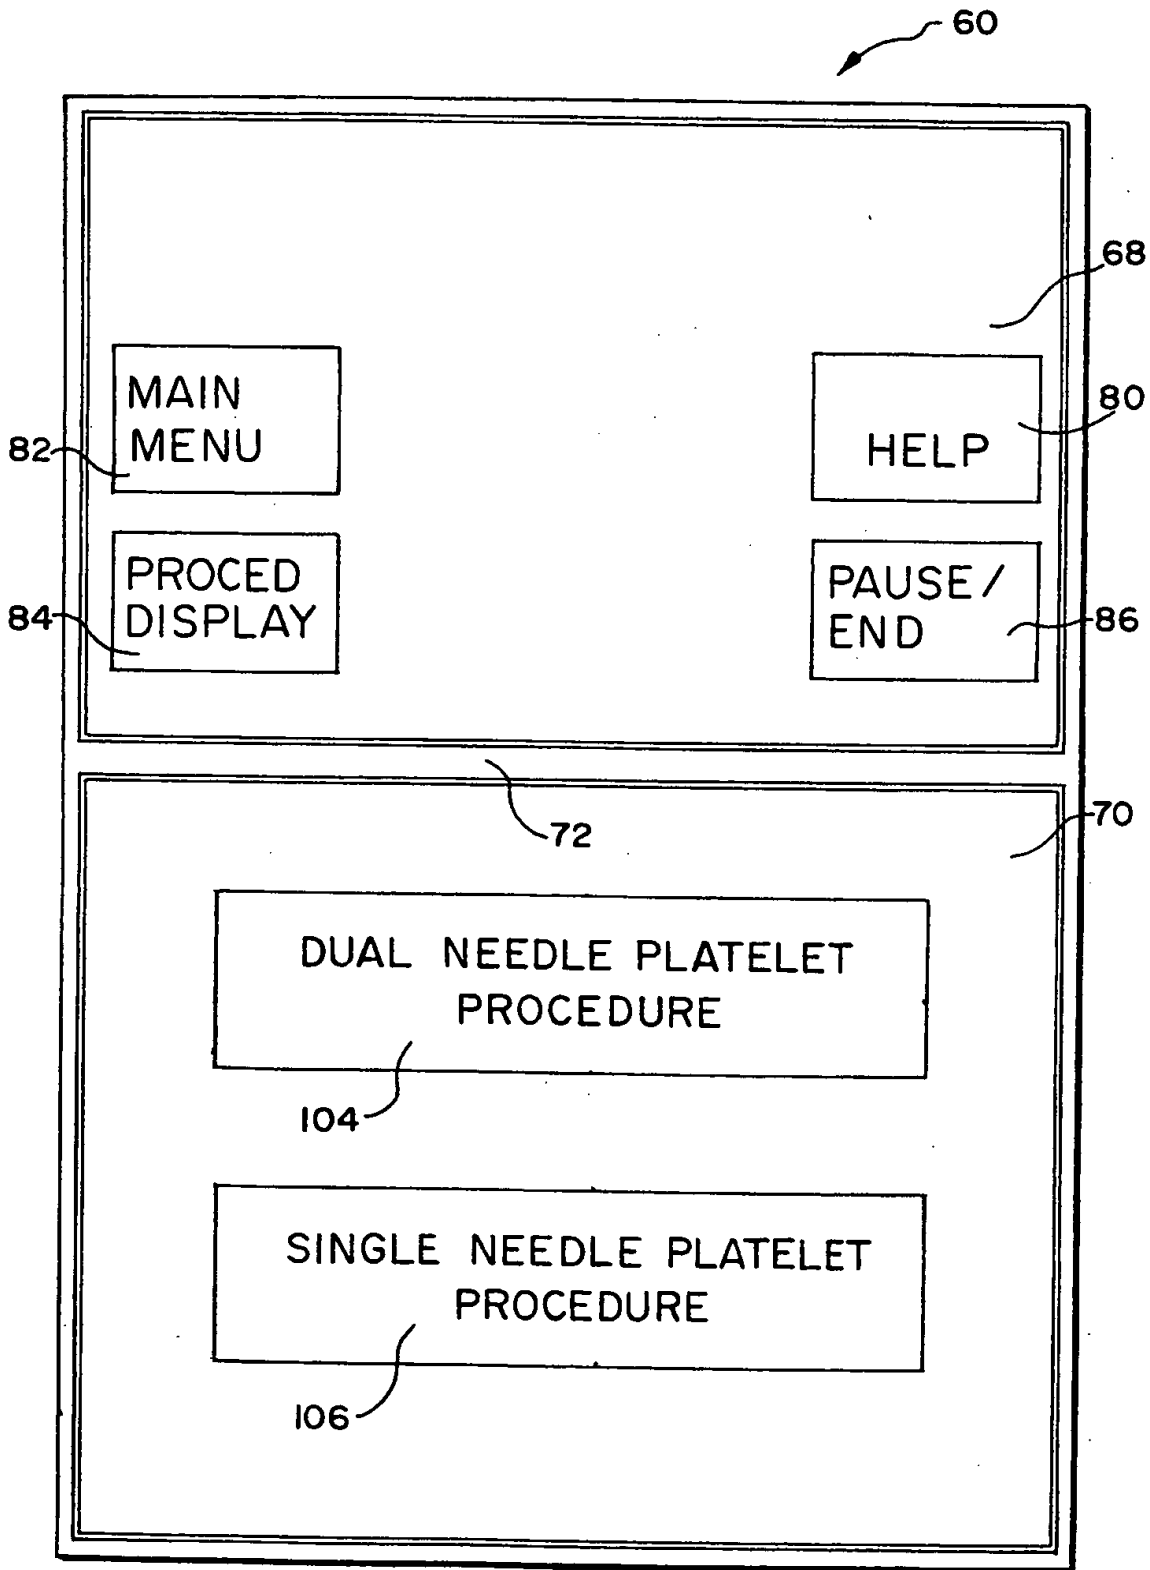 60
68
MAIN
MENU
82
80
HELP
PROCED
DISPLAY
84
PAUSE/
END
86
72
70
DUAL NEEDLE PLATELET
PROCEDURE
104
SINGLE NEEDLE PLATELET
PROCEDURE
106